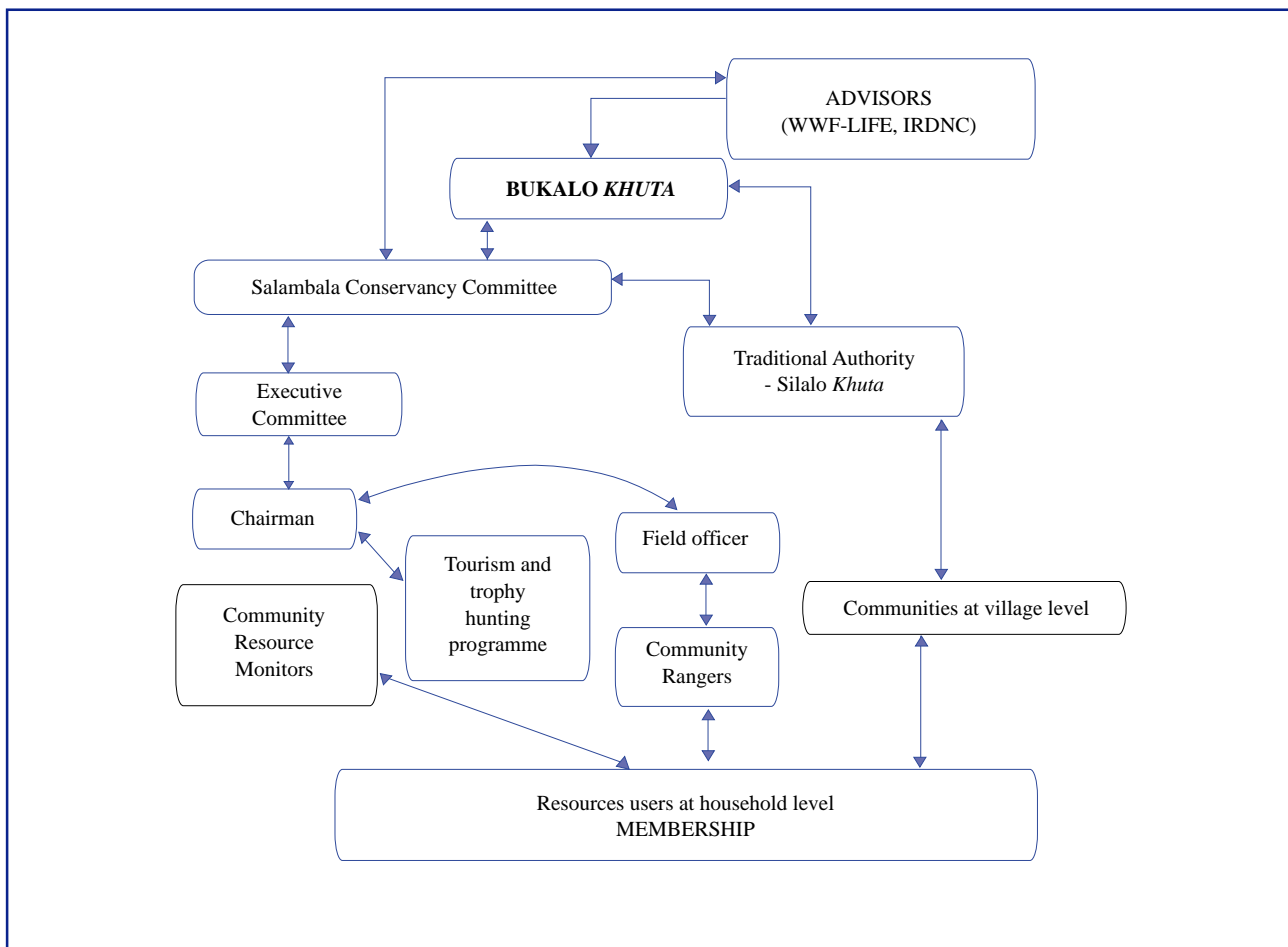 ADVISORS
(WWF-LIFE, IRDNC)
BUKALO KHUTA
Salambala Conservancy Committee
Traditional Authority
- Silalo Khuta
Executive
Committee
Chairman
Field officer
Tourism and
trophy
hunting
programme
Community
Resource
Monitors
Communities at village level
Community
Rangers
Resources users at household level
MEMBERSHIP